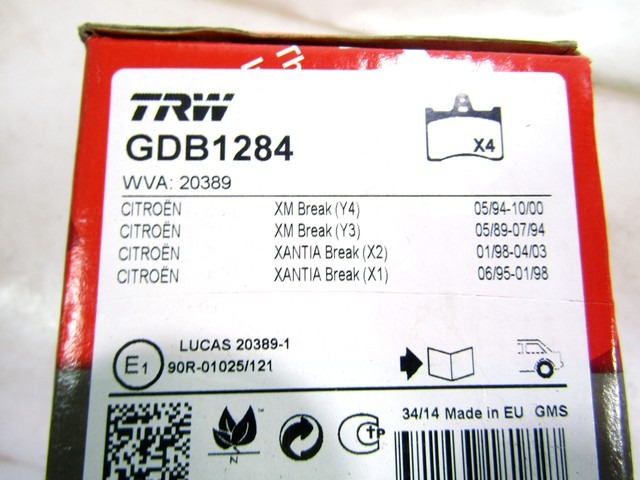 TRW
GDB1284
X4
WVA: 20389
CITROËN XM Break (Y4) 05/94-10/00
CITROËN XM Break (Y3) 05/89-07/94
CITROËN XANTIA Break (X2) 01/98-04/03
CITROËN XANTIA Break (X1) 06/95-01/98
LUCAS 20389-1
E1 90R-01025/121
N
TP
34/14 Made in EU GMS